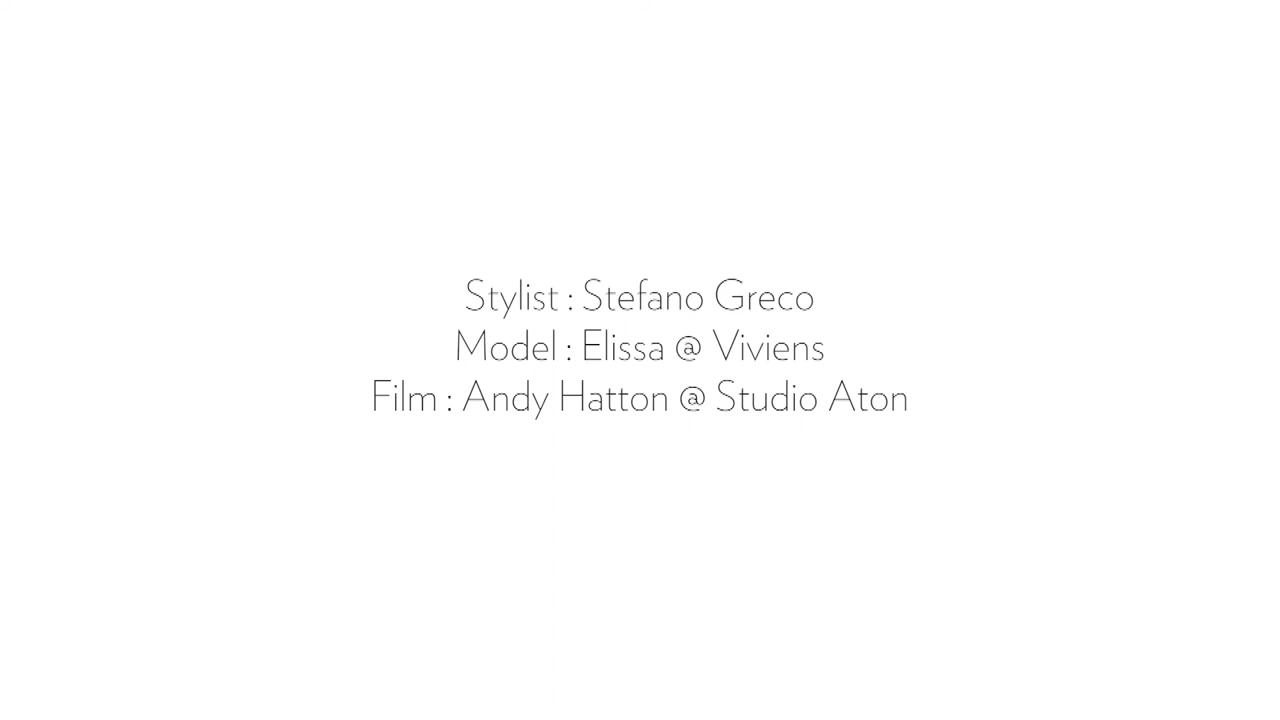 Stylist : Stefano Greco
Model : Elissa @ Viviens
Film : Andy Hatton @ Studio Aton